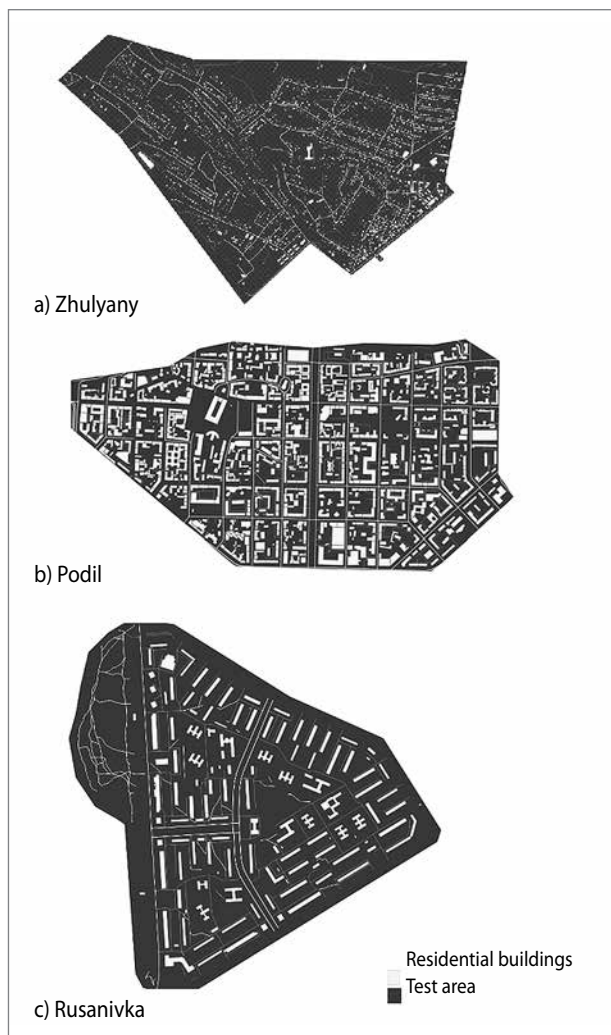 a) Zhulyany
b) Podil
Residential buildings
Test area
c) Rusanivka